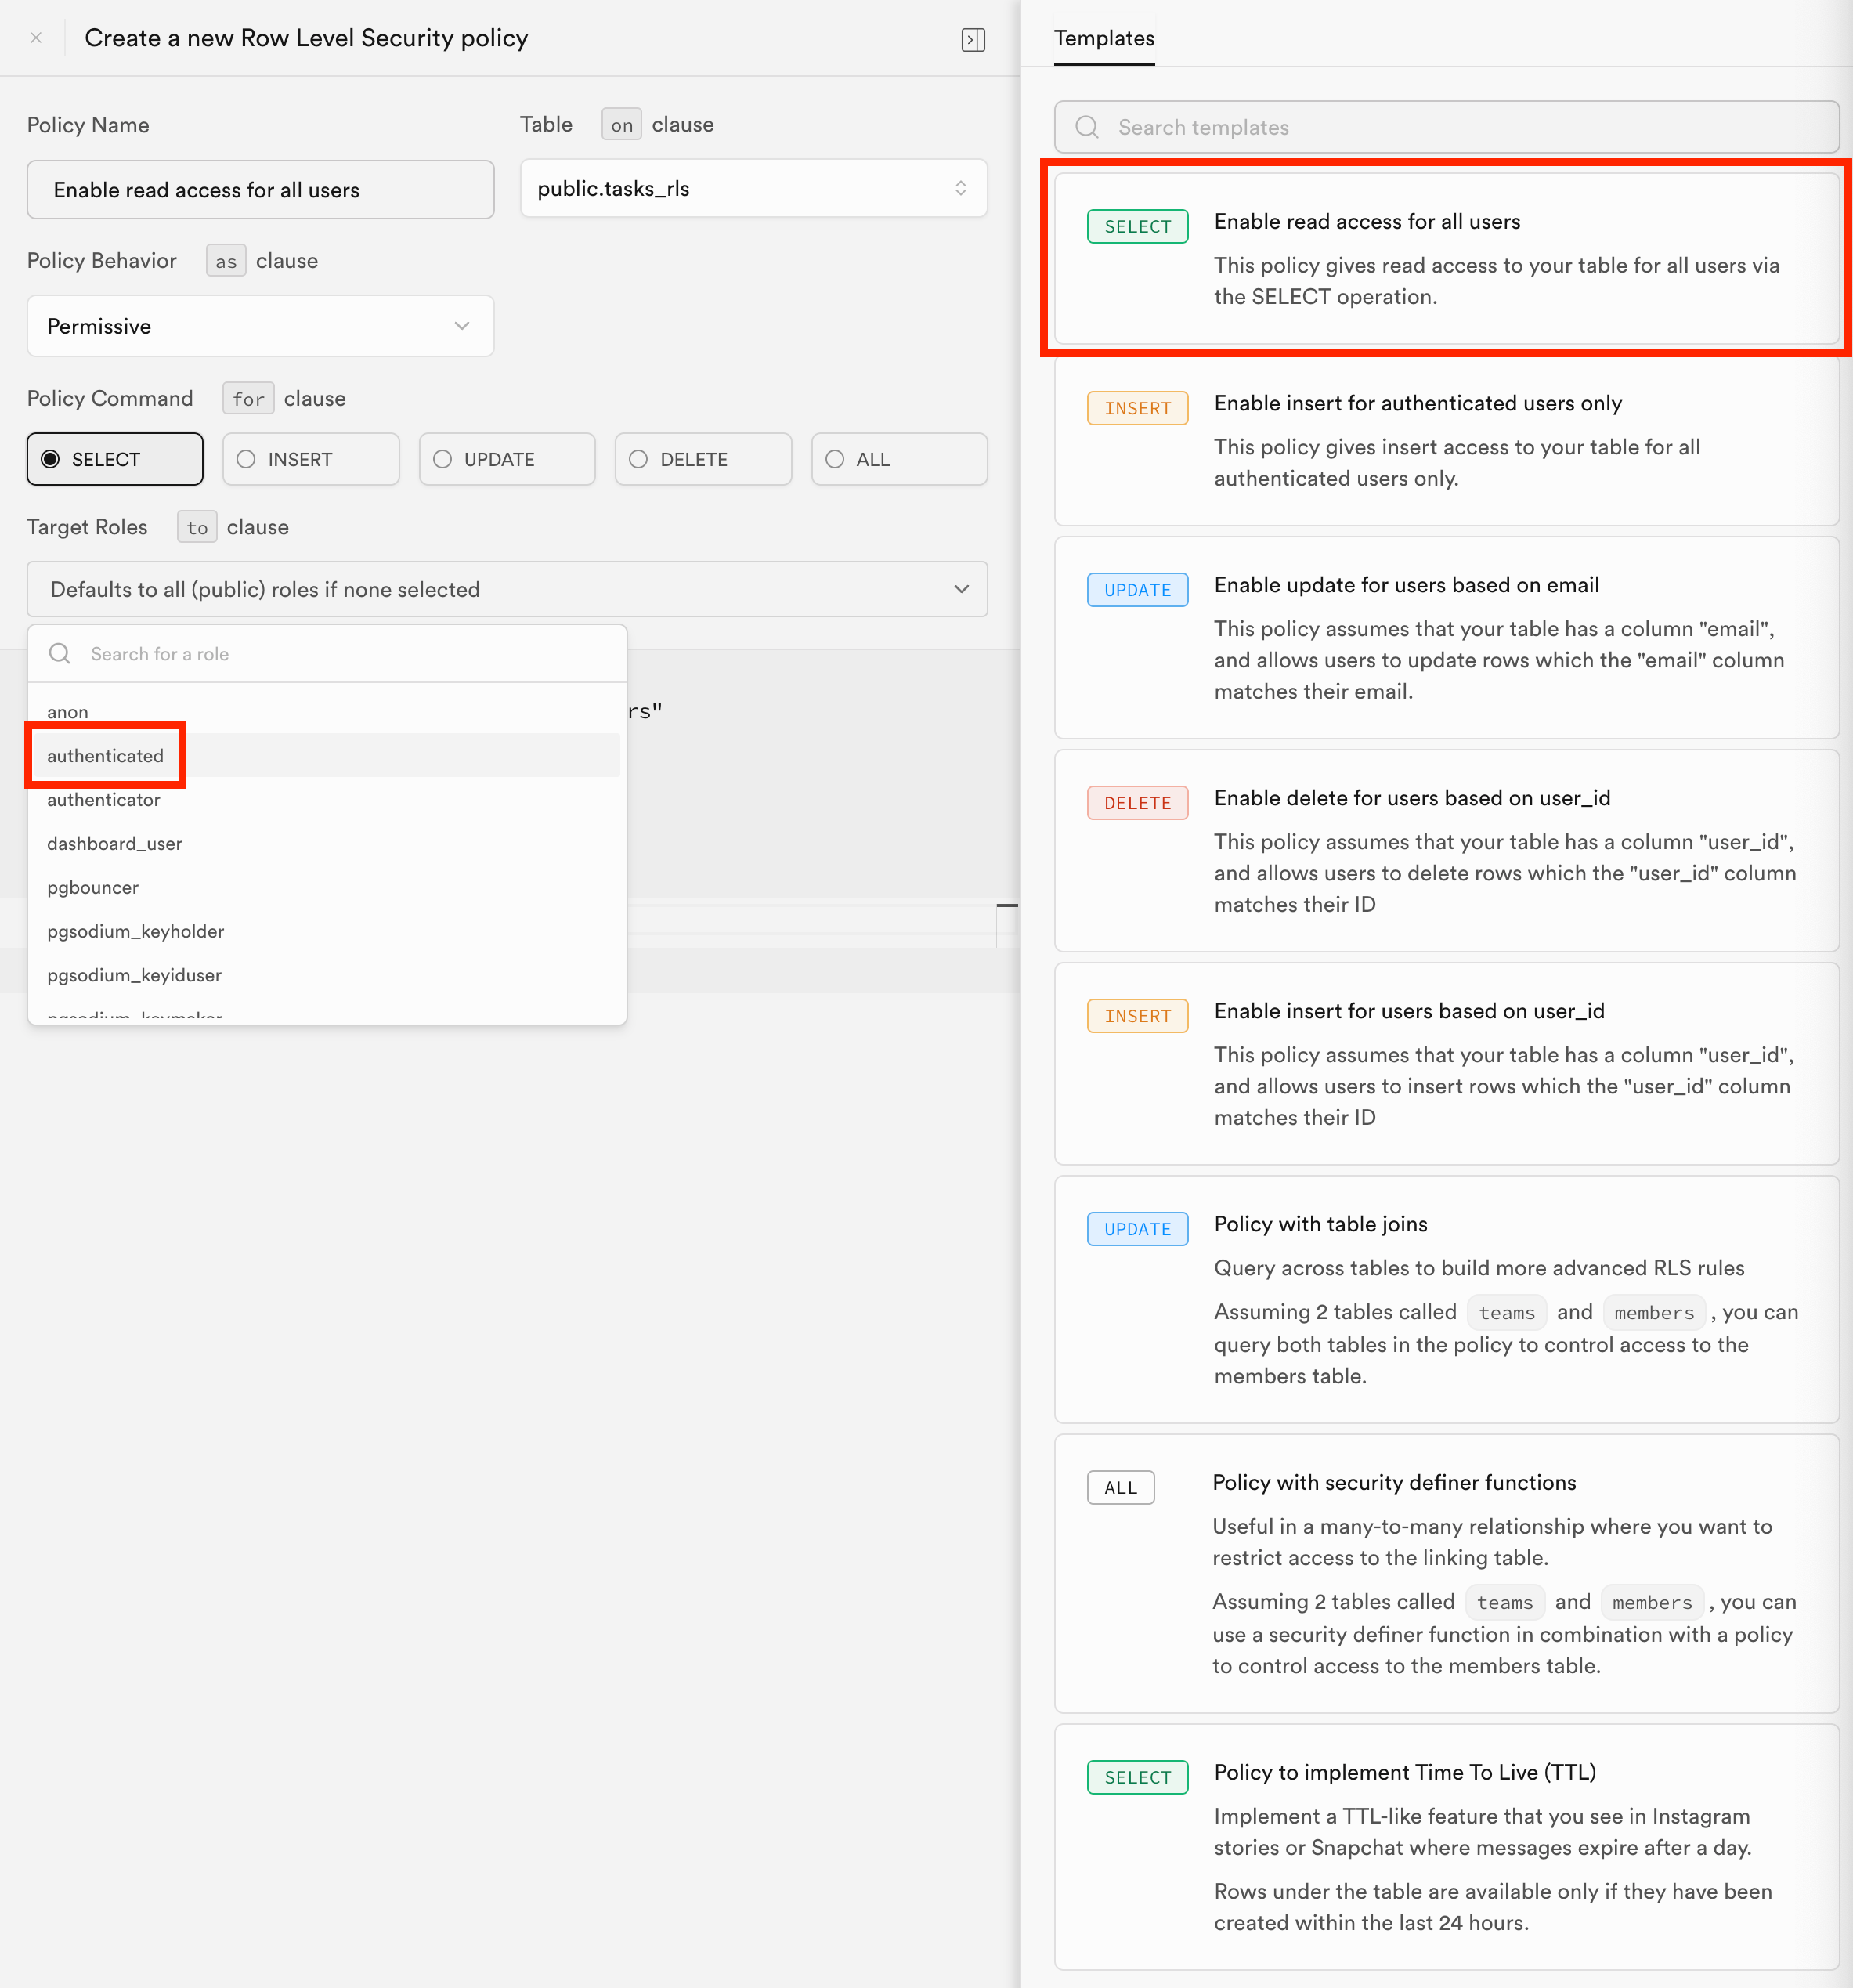 Create a new Row Level Security policy
Policy Name
Enable read access for all users
Table on clause
public.tasks_rls
Policy Behavior as clause
Permissive
Policy Command for clause
SELECT
INSERT
UPDATE
DELETE
ALL
Target Roles to clause
Defaults to all (public) roles if none selected
Search for a role
anon
authenticated
authenticator
dashboard_user
pgbouncer
pgsodium_keyholder
pgsodium_keyiduser
rs"
Templates
Search templates
SELECT
Enable read access for all users
This policy gives read access to your table for all users via
the SELECT operation.
INSERT
Enable insert for authenticated users only
This policy gives insert access to your table for all
authenticated users only.
UPDATE
Enable update for users based on email
This policy assumes that your table has a column "email",
and allows users to update rows which the "email" column
matches their email.
DELETE
Enable delete for users based on user_id
This policy assumes that your table has a column "user_id",
and allows users to delete rows which the "user_id" column
matches their ID
INSERT
Enable insert for users based on user_id
This policy assumes that your table has a column "user_id",
and allows users to insert rows which the "user_id" column
matches their ID
UPDATE
Policy with table joins
Query across tables to build more advanced RLS rules
Assuming 2 tables called teams and members , you can
query both tables in the policy to control access to the
members table.
ALL
Policy with security definer functions
Useful in a many-to-many relationship where you want to
restrict access to the linking table.
Assuming 2 tables called teams and members , you can
use a security definer function in combination with a policy
to control access to the members table.
SELECT
Policy to implement Time To Live (TTL)
Implement a TTL-like feature that you see in Instagram
stories or Snapchat where messages expire after a day.
Rows under the table are available only if they have been
created within the last 24 hours.